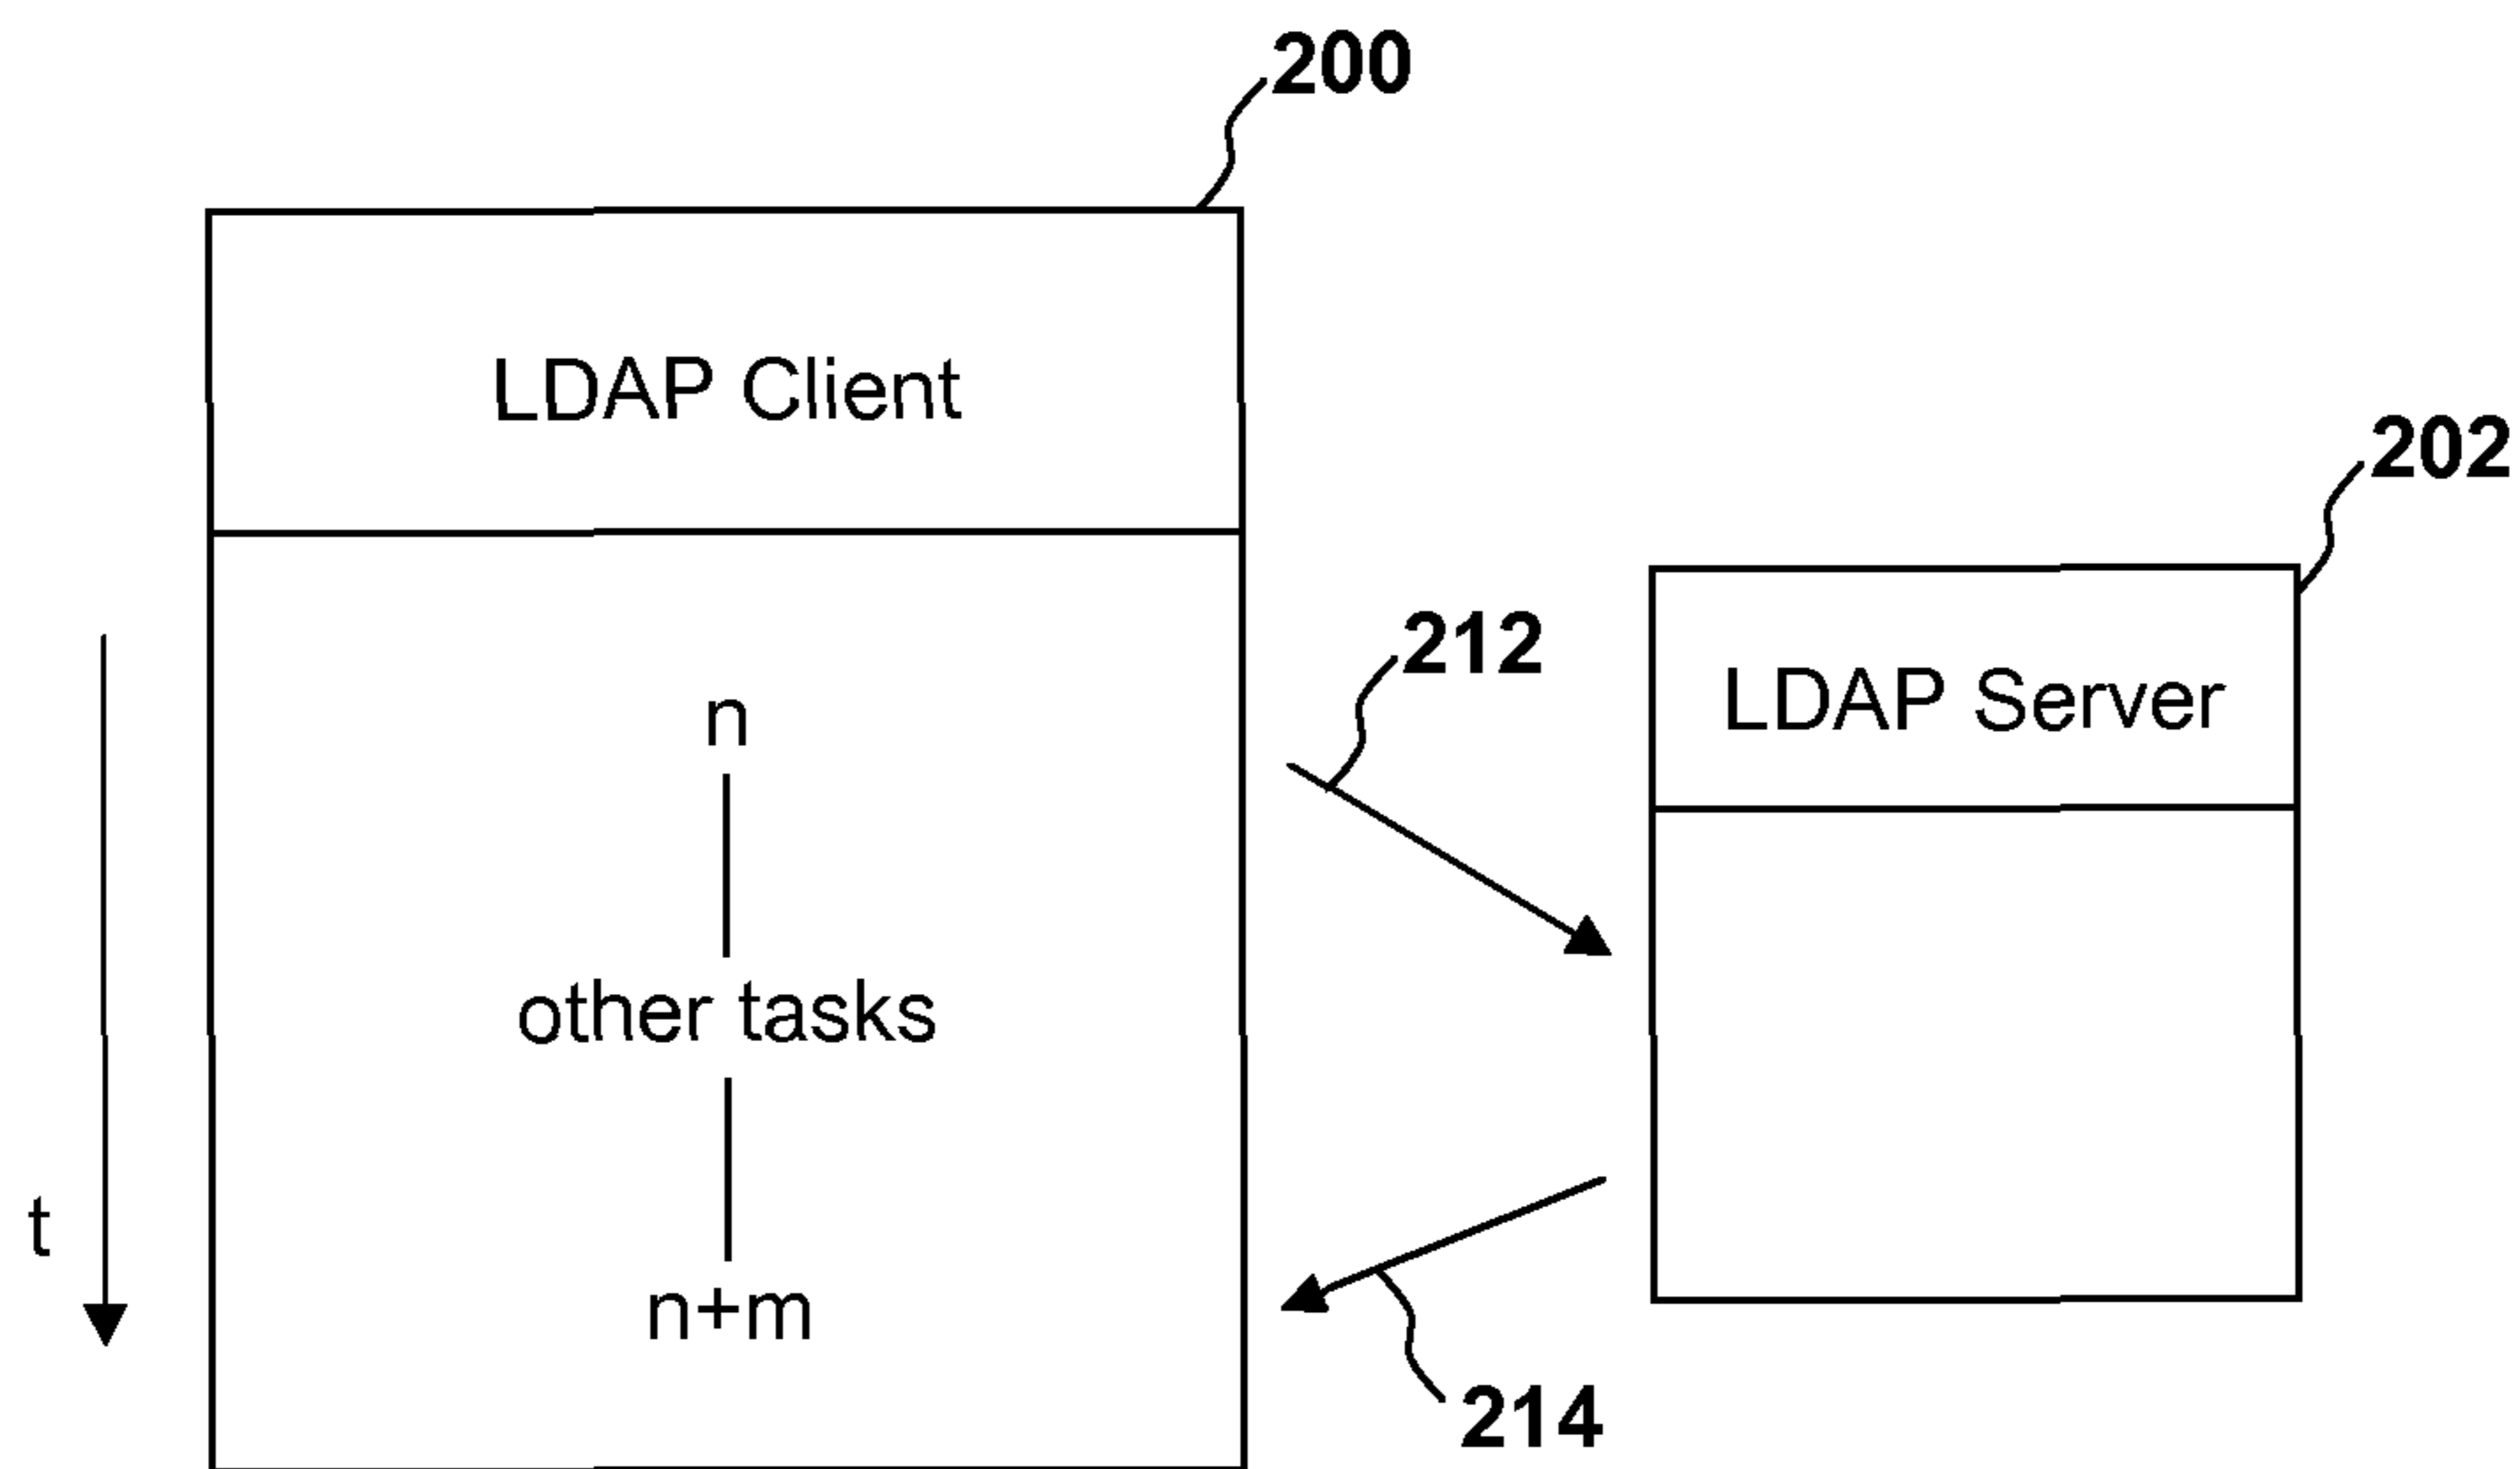 200
LDAP Client
202
212
LDAP Server
n
other tasks
t
n+m
214